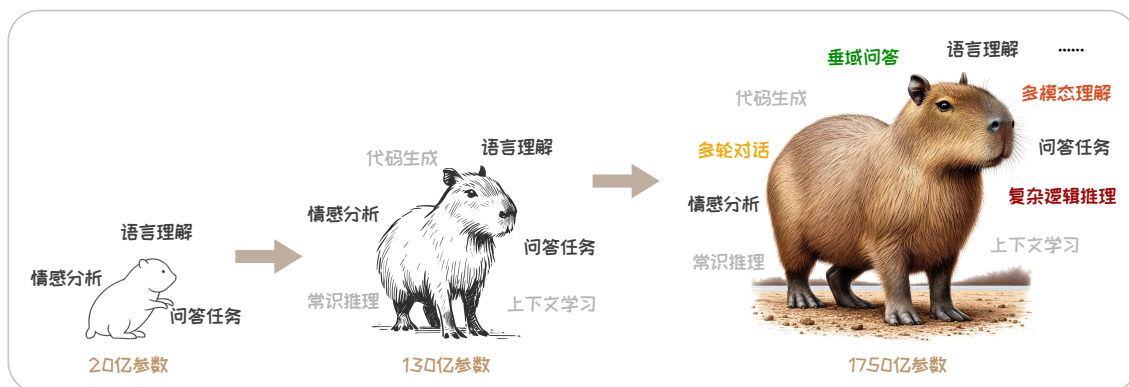 语言理解
情感分析
问答任务
20亿参数
代码生成
语言理解
情感分析
问答任务
常识推理
上下文学习
130亿参数
垂域问答
语言理解
......
代码生成
多模态理解
多轮对话
问答任务
情感分析
复杂逻辑推理
常识推理
上下文学习
1750亿参数